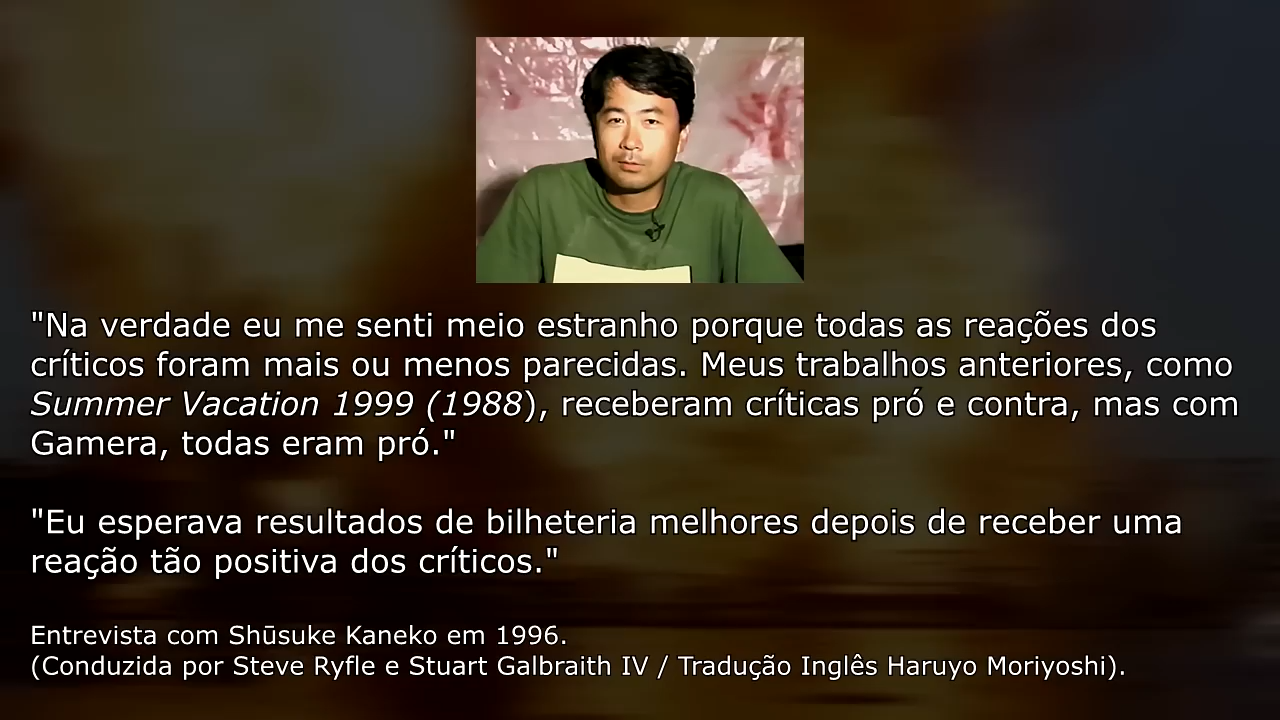 "Na verdade eu me senti meio estranho porque todas as reações dos
críticos foram mais ou menos parecidas. Meus trabalhos anteriores, como
Summer Vacation 1999 (1988), receberam críticas pró e contra, mas com
Gamera, todas eram pró."
"Eu esperava resultados de bilheteria melhores depois de receber uma
reação tão positiva dos críticos."
Entrevista com Shūsuke Kaneko em 1996.
(Conduzida por Steve Ryfle e Stuart Galbraith IV / Tradução Inglês Haruyo Moriyoshi).